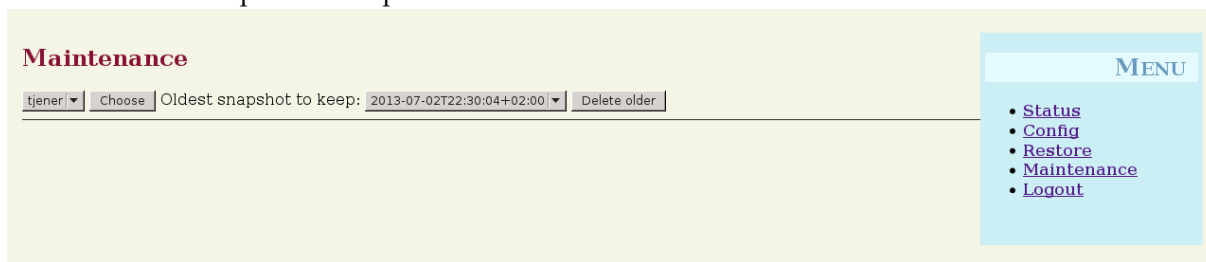 Maintenance
tjener Choose Oldest snapshot to keep: 2013-07-02T22:30:04+02:00 Delete older
MENU
• Status
• Config
• Restore
• Maintenance
• Logout